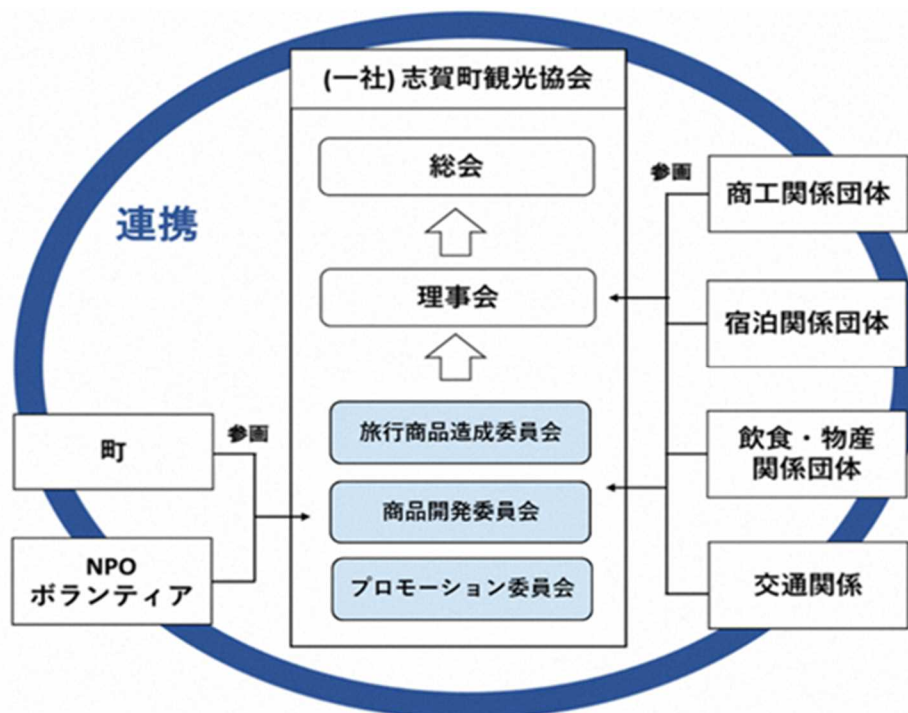 (一社) 志賀町観光協会
総会
参画
商工関係団体
連携
理事会
宿泊関係団体
旅行商品造成委員会
飲食・物産
関係団体
参画
町
商品開発委員会
NPO
ボランティア
プロモーション委員会
交通関係